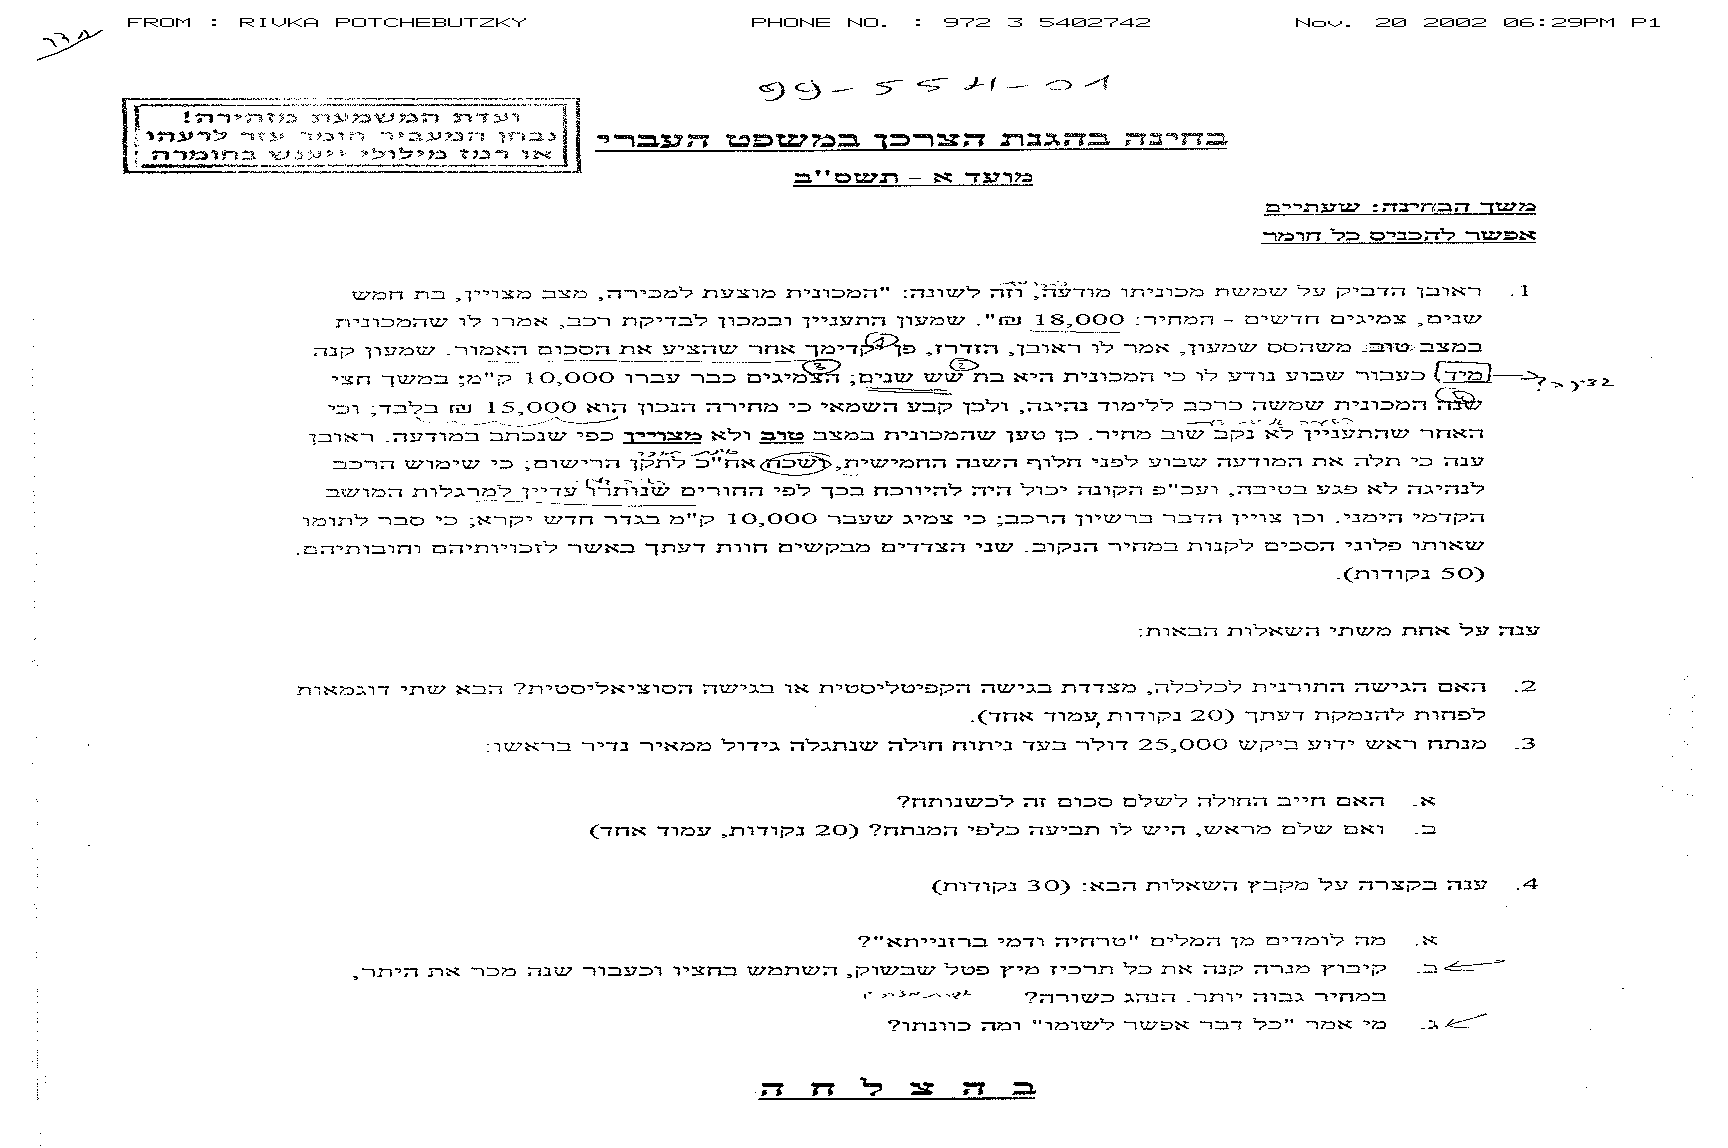 FROM : RIVKA POTCHEBUTZKY PHONE NO. : 972 3 5402742 Nov. 20 2002 06:29PM P1
99-554-01
ועדת המשמעת מזהירה!
נבחן המעביר חומר עזר לרעהו
או רמז מילולי ייענש בחומרה
בחינה בהגנת הצרכן במשפט העברי
מועד א - תשס"ב
משך הבחינה: שעתיים
אפשר להכניס כל חומר
1. ראובן הדביק על שמשת מכוניתו מודעה, וזה לשונה: "המכונית מוצעת למכירה, מצב מצויין, בת חמש
שנים, צמיגים חדשים - המחיר: 18,000 ₪". שמעון התעניין ובמכון לבדיקת רכב, אמרו לו שהמכונית
במצב טוב. משהסס שמעון, אמר לו ראובן, הזדרז, פן יקדימך אחר שהציע את הסכום האמור. שמעון קנה
מיד כעבור שבוע נודע לו כי המכונית היא בת שש שנים; הצמיגים כבר עברו 10,000 ק"מ; במשך חצי
שנה המכונית שמשה כרכב ללימוד נהיגה, ולכן קבע השמאי כי מחירה הנכון הוא 15,000 ₪ בלבד; וכי
האחר שהתעניין לא נקב שוב מחיר. כן טען שהמכונית במצב טוב ולא מצויין כפי שנכתב במודעה. ראובן
ענה כי תלה את המודעה שבוע לפני חלוף השנה החמישית, ושכח אח"כ לתקן הרישום; כי שימוש הרכב
לנהיגה לא פגע בטיבה, ועכ"פ הקונה יכול היה להיווכח בכך לפי החורים שנותרו עדיין למרגלות המושב
הקדמי הימני. וכן צויין הדבר ברשיון הרכב; כי צמיג שעבר 10,000 ק"מ בגדר חדש יקרא; כי סבר לתומו
שאותו פלוני הסכים לקנות במחיר הנקוב. שני הצדדים מבקשים חוות דעתך באשר לזכויותיהם וחובותיהם.
(50 נקודות).
ענה על אחת משתי השאלות הבאות:
2. האם הגישה התורנית לכלכלה, מצדדת בגישה הקפיטליסטית או בגישה הסוציאליסטית? הבא שתי דוגמאות
לפחות להנמקת דעתך (20 נקודות, עמוד אחד).
3. מנתח ראש ידוע ביקש 25,000 דולר בעד ניתוח חולה שנתגלה גידול ממאיר נדיר בראשו:
א. האם חייב החולה לשלם סכום זה לכשנותח?
ב. ואם שלם מראש, היש לו תביעה כלפי המנתח? (20 נקודות, עמוד אחד)
4. ענה בקצרה על מקבץ השאלות הבא: (30 נקודות)
א. מה לומדים מן המלים "טרחיה ודמי ברזנייתא"?
ב. קיבוץ מנרה קנה את כל תרכיז מיץ פטל שבשוק, השתמש בחציו וכעבור שנה מכר את היתר,
במחיר גבוה יותר. הנהג כשורה?
ג. מי אמר "כל דבר אפשר לשומו" ומה כוונתו?
ב ה צ ל ח ה